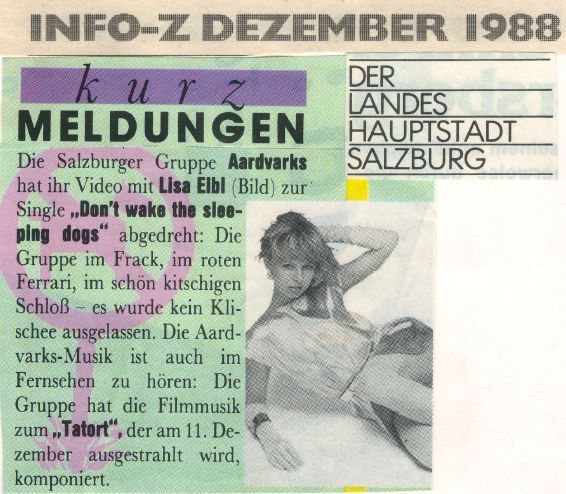 INFO-Z DEZEMBER 1988
kurz
MELDUNGEN
Die Salzburger Gruppe Aardvarks
hat ihr Video mit Lisa Elbl (Bild) zur
Single „Don't wake the slee-
ping dogs" abgedreht: Die
Gruppe im Frack, im roten
Ferrari, im schön kitschigen
Schloß – es wurde kein Kli-
schee ausgelassen. Die Aard-
varks-Musik ist auch im
Fernsehen zu hören: Die
Gruppe hat die Filmmusik
zum „Tatort", der am 11. De-
zember ausgestrahlt wird,
komponiert.
DER
LANDES
HAUPTSTADT
SALZBURG